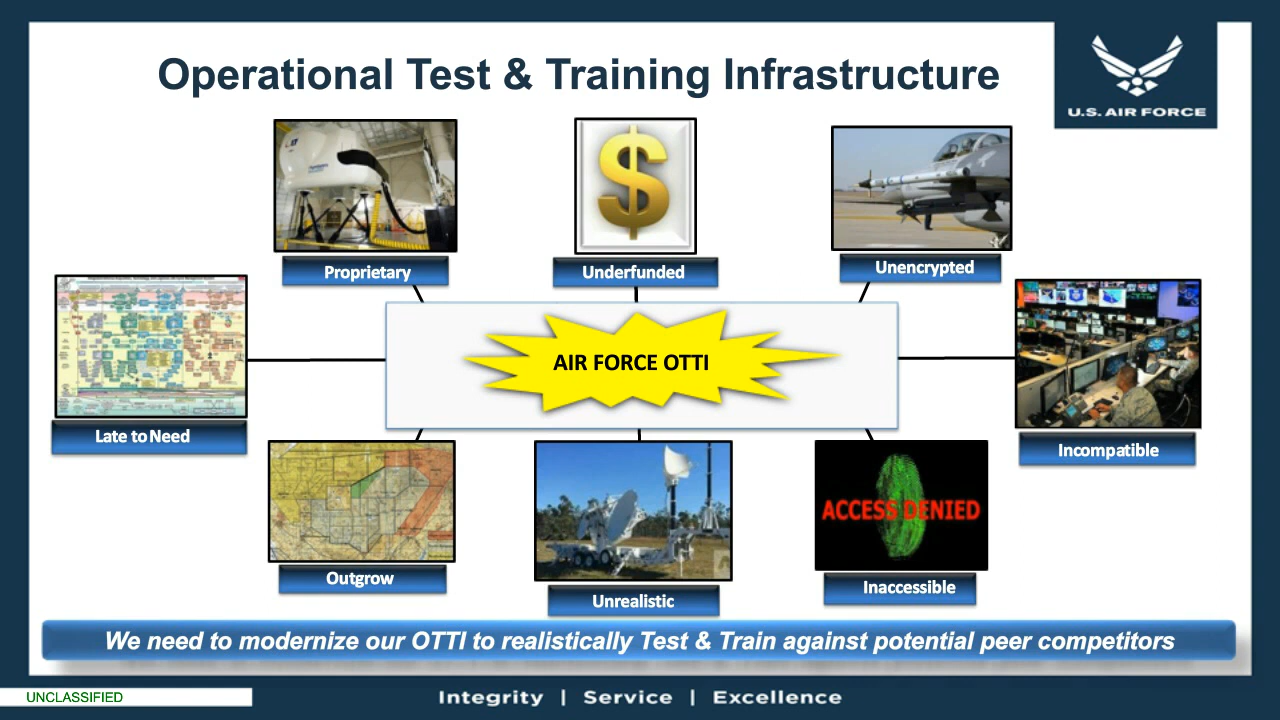 Operational Test & Training Infrastructure
U.S. AIR FORCE
Proprietary
Underfunded
Unencrypted
AIR FORCE OTTI
Late to Need
Incompatible
ACCESS DENIED
Outgrow
Unrealistic
Inaccessible
We need to modernize our OTTI to realistically Test & Train against potential peer competitors
UNCLASSIFIED
Integrity | Service | Excellence